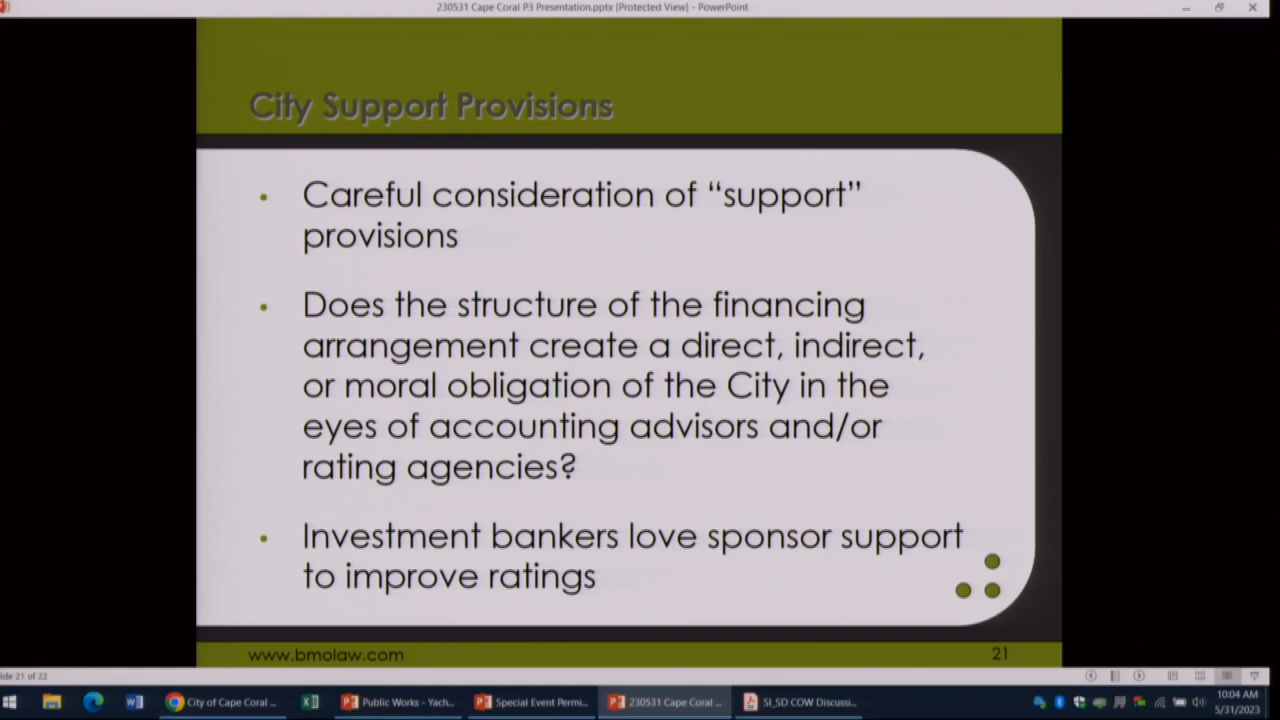 230531 Cape Coral P3 Presentation.pptx [Protected View] - PowerPoint
City Support Provisions
• Careful consideration of “support”
provisions
• Does the structure of the financing
arrangement create a direct, indirect,
or moral obligation of the City in the
eyes of accounting advisors and/or
rating agencies?
• Investment bankers love sponsor support
to improve ratings
www.bmolaw.com
21
lide 21 of 22
City of Cape Coral ...
Public Works - Yach...
Special Event Permi...
230531 Cape Coral ...
SI_SD COW Discussi...
10:04 AM
5/31/2023